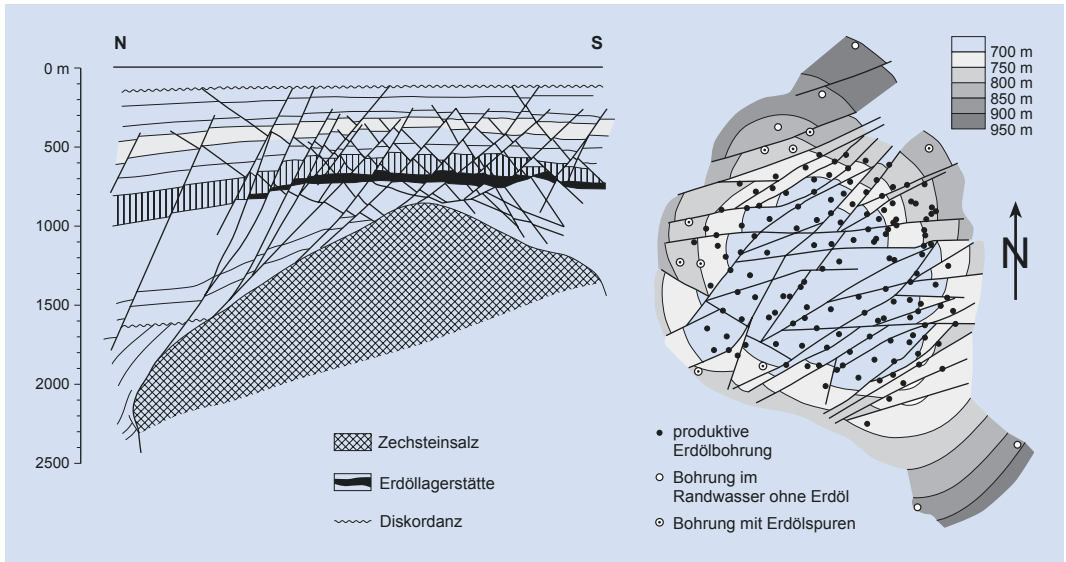 N
S
0 m
500
1000
1500
2000
2500
Zechsteinsalz
Erdöllagerstätte
Diskordanz
700 m
750 m
800 m
850 m
900 m
950 m
N
produktive
Erdölbohrung
Bohrung im
Randwasser ohne Erdöl
Bohrung mit Erdölspuren